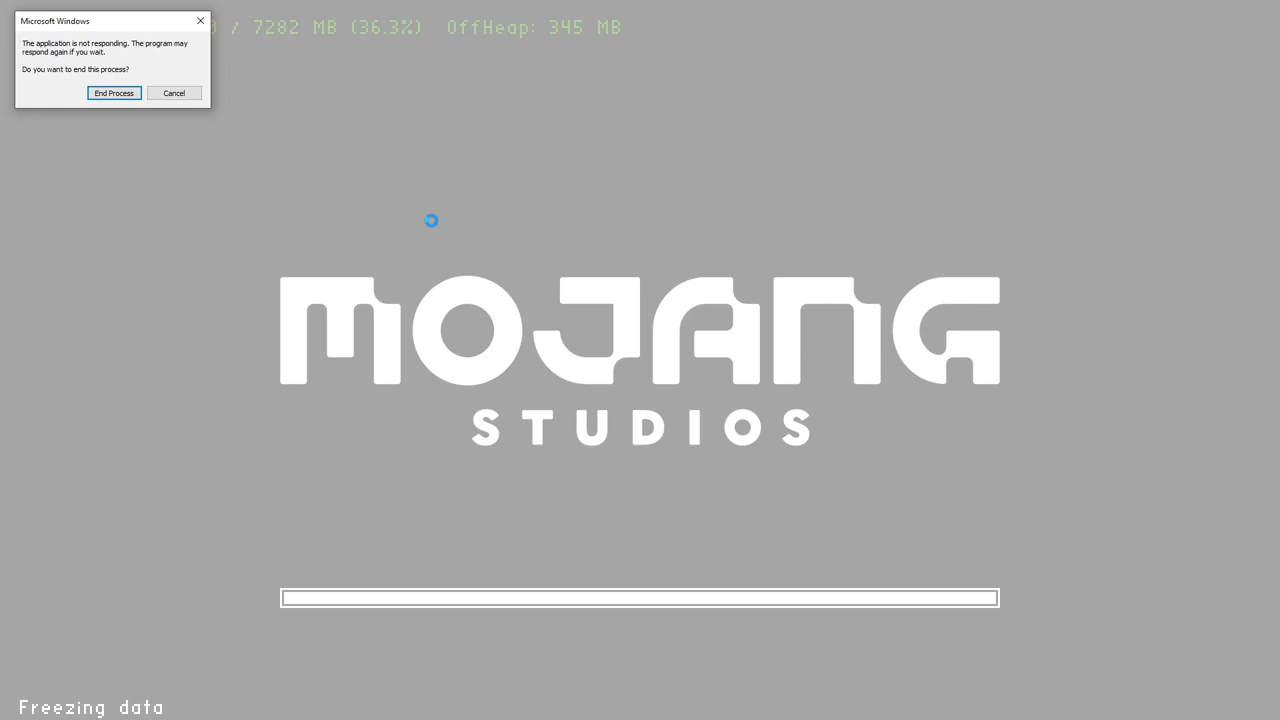 Microsoft Windows
The application is not responding. The program may
respond again if you wait.
Do you want to end this process?
End Process
Cancel
/ 7282 MB (36.3%) OffHeap: 345 MB
MOJANG
STUDIOS
Freezing data